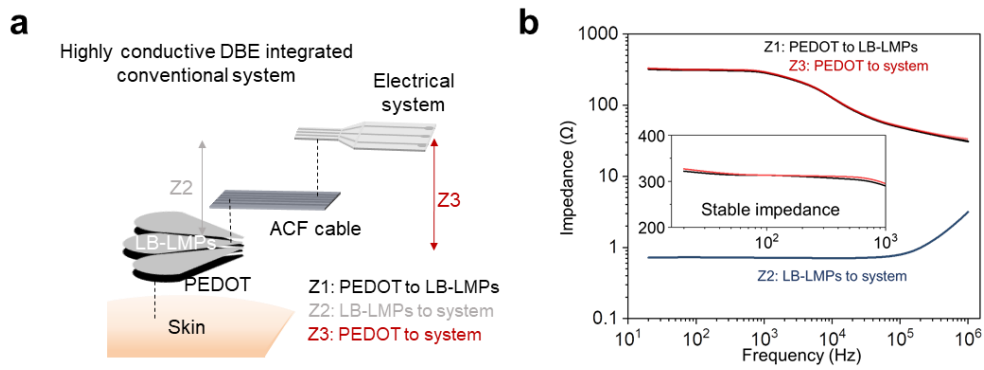 a
Highly conductive DBE integrated
conventional system
Electrical
system
Z2
Z3
ACF cable
LB-LMPs
PEDOT
Skin
Z1: PEDOT to LB-LMPs
Z2: LB-LMPs to system
Z3: PEDOT to system
b
Impedance (Ω)
1000
100
10
1
0.1
Z1: PEDOT to LB-LMPs
Z3: PEDOT to system
400
300
200
Stable impedance
10²
10³
Z2: LB-LMPs to system
10¹
10²
10³
10⁴
10⁵
10⁶
Frequency (Hz)